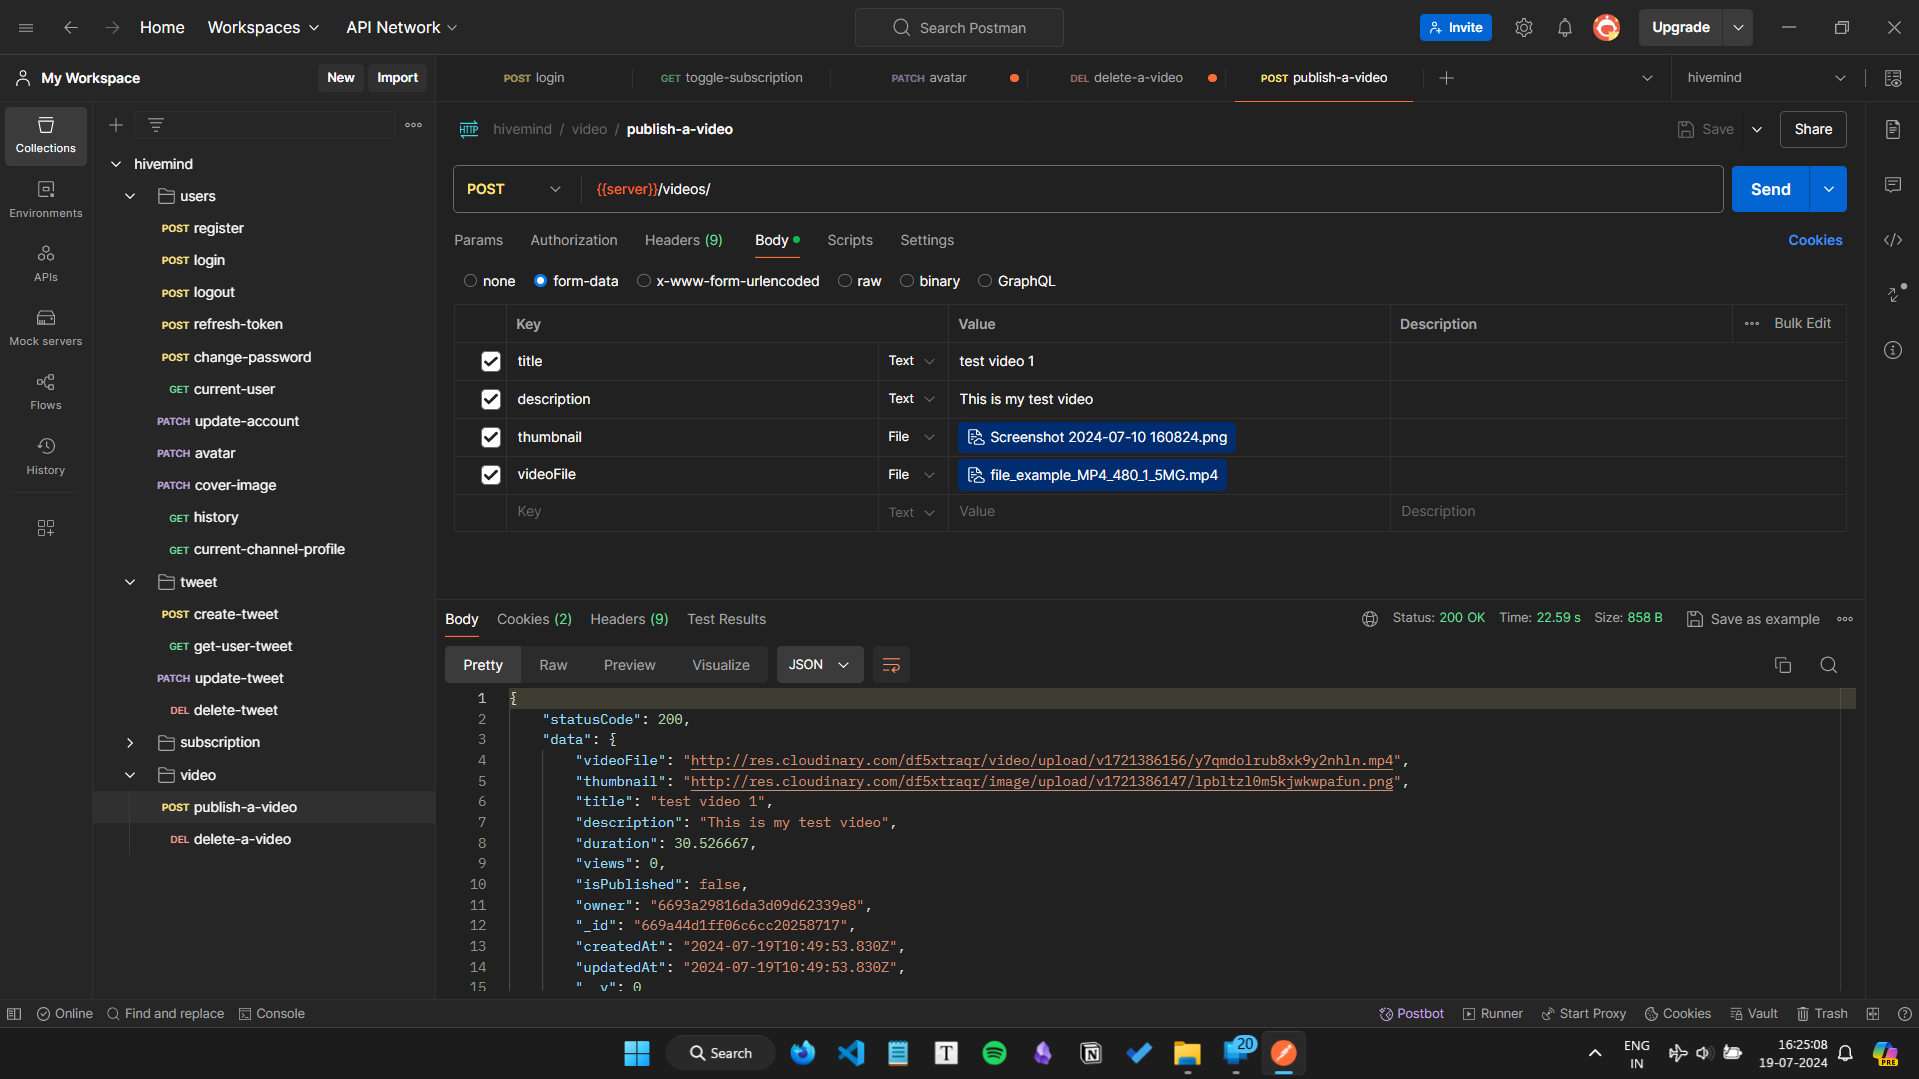 Home
Workspaces
API Network
Search Postman
Invite
Upgrade
My Workspace
New
Import
POST login
GET toggle-subscription
PATCH avatar
DEL delete-a-video
POST publish-a-video
hivemind
Collections
Environments
APIs
Mock servers
Flows
History
hivemind
users
POST register
POST login
POST logout
POST refresh-token
POST change-password
GET current-user
PATCH update-account
PATCH avatar
PATCH cover-image
GET history
GET current-channel-profile
tweet
POST create-tweet
GET get-user-tweet
PATCH update-tweet
DEL delete-tweet
subscription
video
POST publish-a-video
DEL delete-a-video
HTTP hivemind / video / publish-a-video
Save
Share
POST {{server}}/videos/
Send
Params Authorization Headers (9) Body Scripts Settings
Cookies
none form-data x-www-form-urlencoded raw binary GraphQL
Key Value Description Bulk Edit
title Text test video 1
description Text This is my test video
thumbnail File Screenshot 2024-07-10 160824.png
videoFile File file_example_MP4_480_1_5MG.mp4
Key Text Value Description
Body Cookies (2) Headers (9) Test Results
Status: 200 OK Time: 22.59 s Size: 858 B Save as example
Pretty Raw Preview Visualize JSON
1 {
2 "statusCode": 200,
3 "data": {
4 "videoFile": "http://res.cloudinary.com/df5xtraqr/video/upload/v1721386156/y7qmdolrub8xk9y2nhln.mp4",
5 "thumbnail": "http://res.cloudinary.com/df5xtraqr/image/upload/v1721386147/lpbltzl0m5kjwkwpafun.png",
6 "title": "test video 1",
7 "description": "This is my test video",
8 "duration": 30.526667,
9 "views": 0,
10 "isPublished": false,
11 "owner": "6693a29816da3d09d62339e8",
12 "_id": "669a44d1ff06c6cc20258717",
13 "createdAt": "2024-07-19T10:49:53.830Z",
14 "updatedAt": "2024-07-19T10:49:53.830Z",
15 "__v": 0
Online Find and replace Console
Postbot Runner Start Proxy Cookies Vault Trash
Search
T
N
20
ENG
IN
16:25:08
19-07-2024
PRE